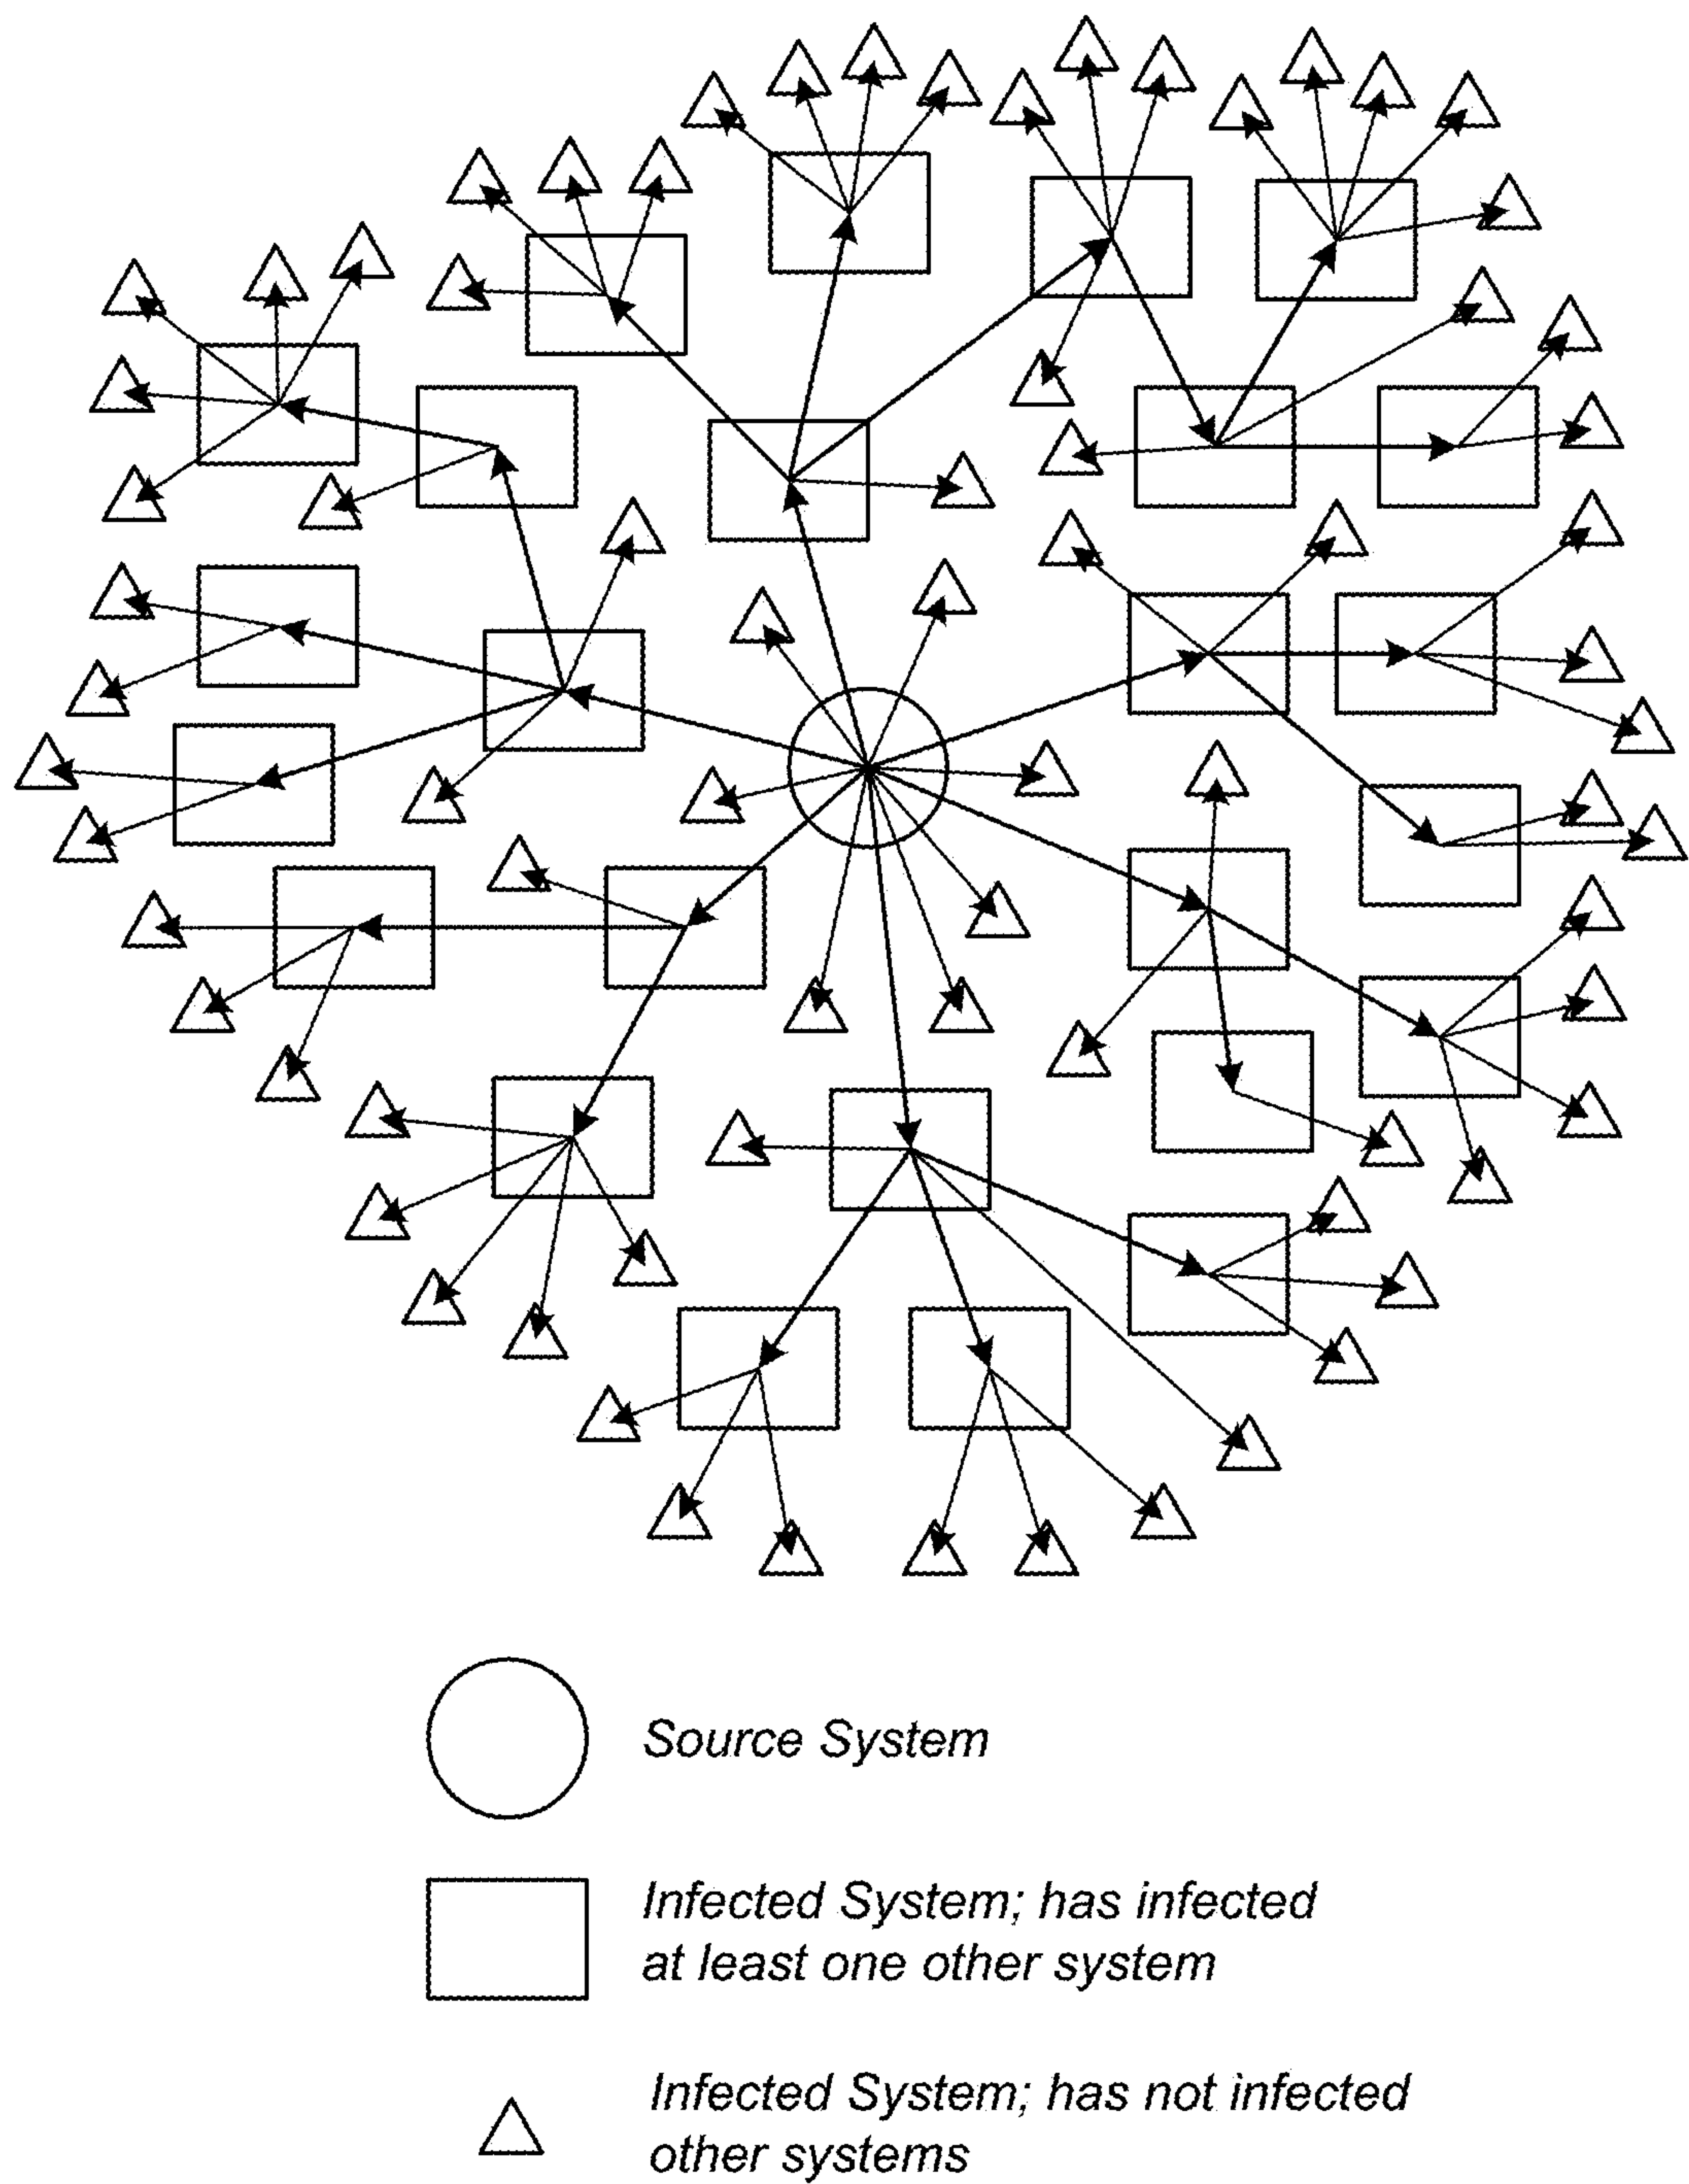 Source System
Infected System; has infected
at least one other system
Infected System; has not infected
other systems